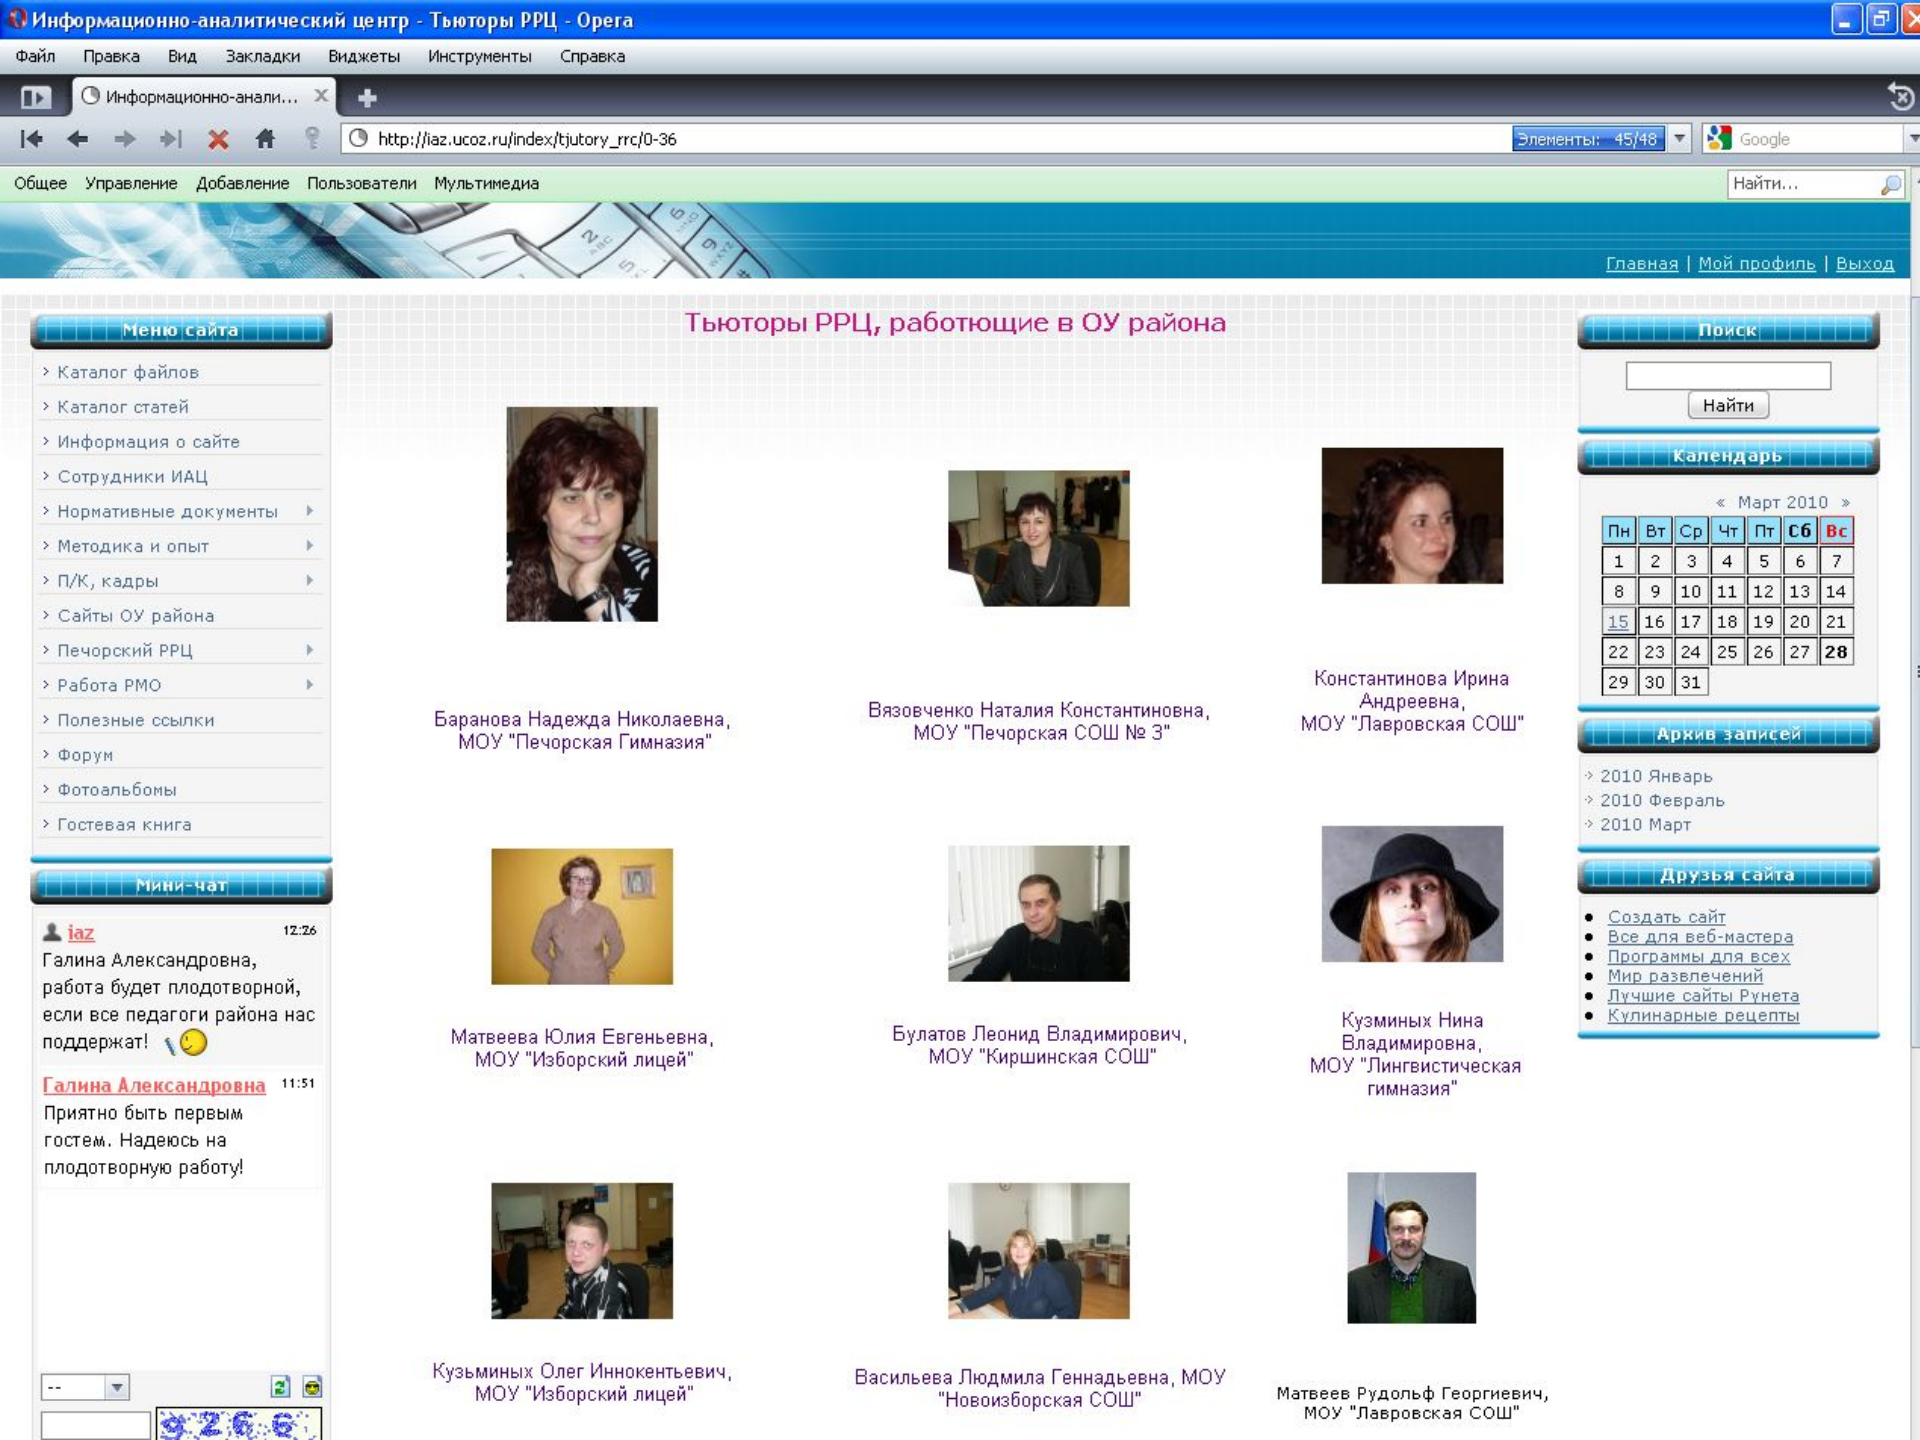 Информационно-аналитический центр - Тьюторы РРЦ - Opera
Файл Правка Вид Закладки Виджеты Инструменты Справка
Информационно-анали...
http://iaz.ucoz.ru/index/tjutory_rrc/0-36
Элементы: 45/48
Google
Общее Управление Добавление Пользователи Мультимедиа
Найти...
Главная | Мой профиль | Выход
Меню сайта
Каталог файлов
Каталог статей
Информация о сайте
Сотрудники ИАЦ
Нормативные документы
Методика и опыт
П/К, кадры
Сайты ОУ района
Печорский РРЦ
Работа РМО
Полезные ссылки
Форум
Фотоальбомы
Гостевая книга
Мини-чат
iaz 12:26
Галина Александровна,
работа будет плодотворной,
если все педагоги района нас
поддержат!
Галина Александровна 11:51
Приятно быть первым
гостем. Надеюсь на
плодотворную работу!
--
9266
Тьюторы РРЦ, работющие в ОУ района
Баранова Надежда Николаевна,
МОУ "Печорская Гимназия"
Вязовченко Наталия Константиновна,
МОУ "Печорская СОШ № 3"
Константинова Ирина
Андреевна,
МОУ "Лавровская СОШ"
Матвеева Юлия Евгеньевна,
МОУ "Изборский лицей"
Булатов Леонид Владимирович,
МОУ "Киршинская СОШ"
Кузминых Нина
Владимировна,
МОУ "Лингвистическая
гимназия"
Кузьминых Олег Иннокентьевич,
МОУ "Изборский лицей"
Васильева Людмила Геннадьевна, МОУ
"Новоизборская СОШ"
Матвеев Рудольф Георгиевич,
МОУ "Лавровская СОШ"
Поиск
Найти
Календарь
« Март 2010 »
Пн Вт Ср Чт Пт Сб Вс
1 2 3 4 5 6 7
8 9 10 11 12 13 14
15 16 17 18 19 20 21
22 23 24 25 26 27 28
29 30 31
Архив записей
2010 Январь
2010 Февраль
2010 Март
Друзья сайта
Создать сайт
Все для веб-мастера
Программы для всех
Мир развлечений
Лучшие сайты Рунета
Кулинарные рецепты